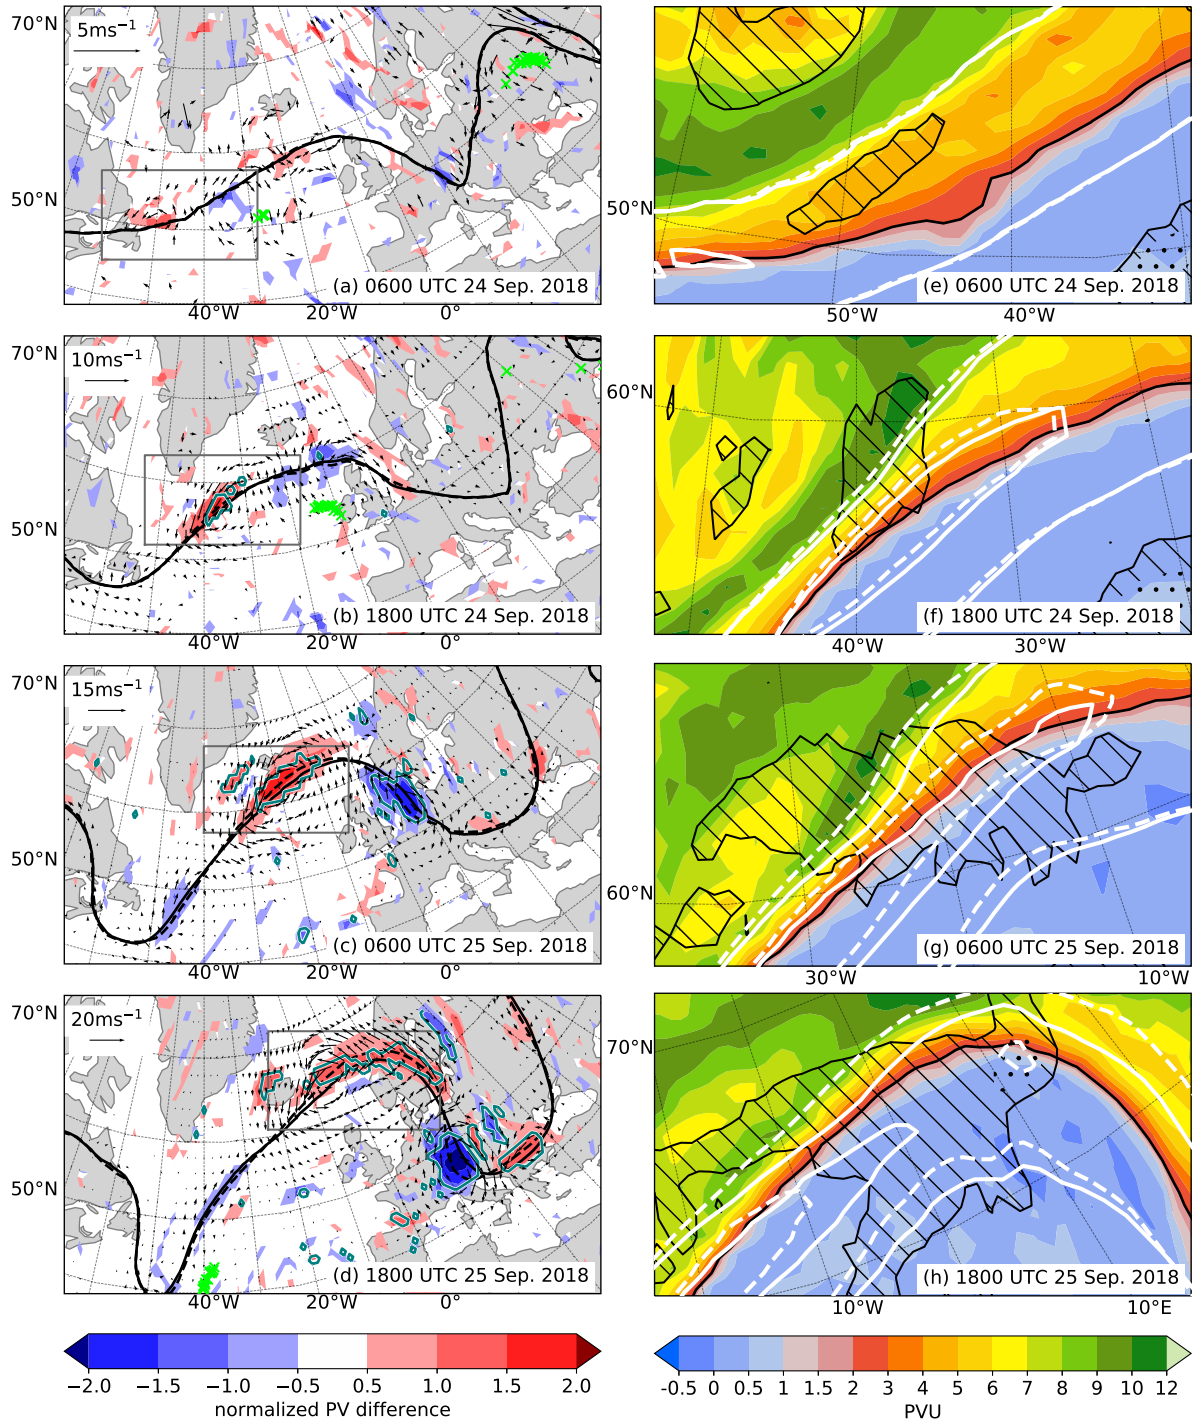 70°N
5ms⁻¹
50°N
(a) 0600 UTC 24 Sep. 2018
40°W
20°W
0°
50°N
(e) 0600 UTC 24 Sep. 2018
50°W
40°W
70°N
10ms⁻¹
50°N
(b) 1800 UTC 24 Sep. 2018
40°W
20°W
0°
60°N
(f) 1800 UTC 24 Sep. 2018
40°W
30°W
70°N
15ms⁻¹
50°N
(c) 0600 UTC 25 Sep. 2018
40°W
20°W
0°
60°N
(g) 0600 UTC 25 Sep. 2018
30°W
10°W
70°N
20ms⁻¹
50°N
(d) 1800 UTC 25 Sep. 2018
40°W
20°W
0°
70°N
(h) 1800 UTC 25 Sep. 2018
10°W
10°E
−2.0 −1.5 −1.0 −0.5 0.5 1.0 1.5 2.0
normalized PV difference
-0.5 0 0.5 1 1.5 2 3 4 5 6 7 8 9 10 12
PVU